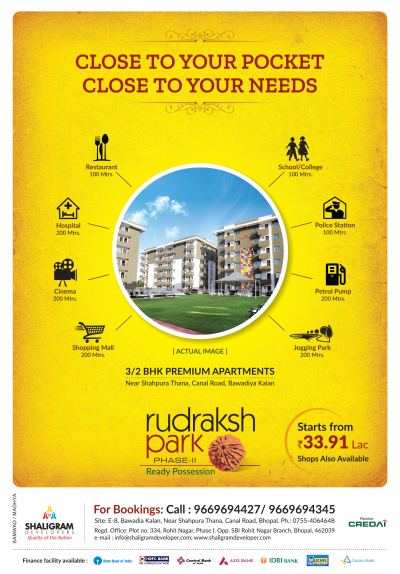 CLOSE TO YOUR POCKET
CLOSE TO YOUR NEEDS
Restaurant
100 Mtrs.
School/College
100 Mtrs.
Hospital
200 Mtrs.
Police Station
100 Mtrs.
Cinema
200 Mtrs.
Petrol Pump
200 Mtrs.
Shopping Mall
200 Mtrs.
Jogging Park
200 Mtrs.
[ ACTUAL IMAGE ]
3/2 BHK PREMIUM APARTMENTS
Near Shahpura Thana, Canal Road, Bawadiya Kalan
rudraksh
park
PHASE-II
Ready Possession
Starts from
₹33.91 Lac
Shops Also Available
SAMWAD / MADHYA
SHALIGRAM
DEVELOPERS
Quality of the Nation
For Bookings: Call : 9669694427/ 9669694345
Site: E-8, Bawadia Kalan, Near Shahpura Thana, Canal Road, Bhopal. Ph.: 0755-4064648
Regd. Office: Plot no. 334, Rohit Nagar, Phase I, Opp. SBI Rohit Nagar Branch, Bhopal, 462039
e-mail : info@shaligramdeveloper.com; www.shaligramdeveloper.com
Member
CREDAI
Finance facility available :
State Bank of India
HDFC BANK
Central Bank
AXIS BANK
IDBI BANK
Canara Bank